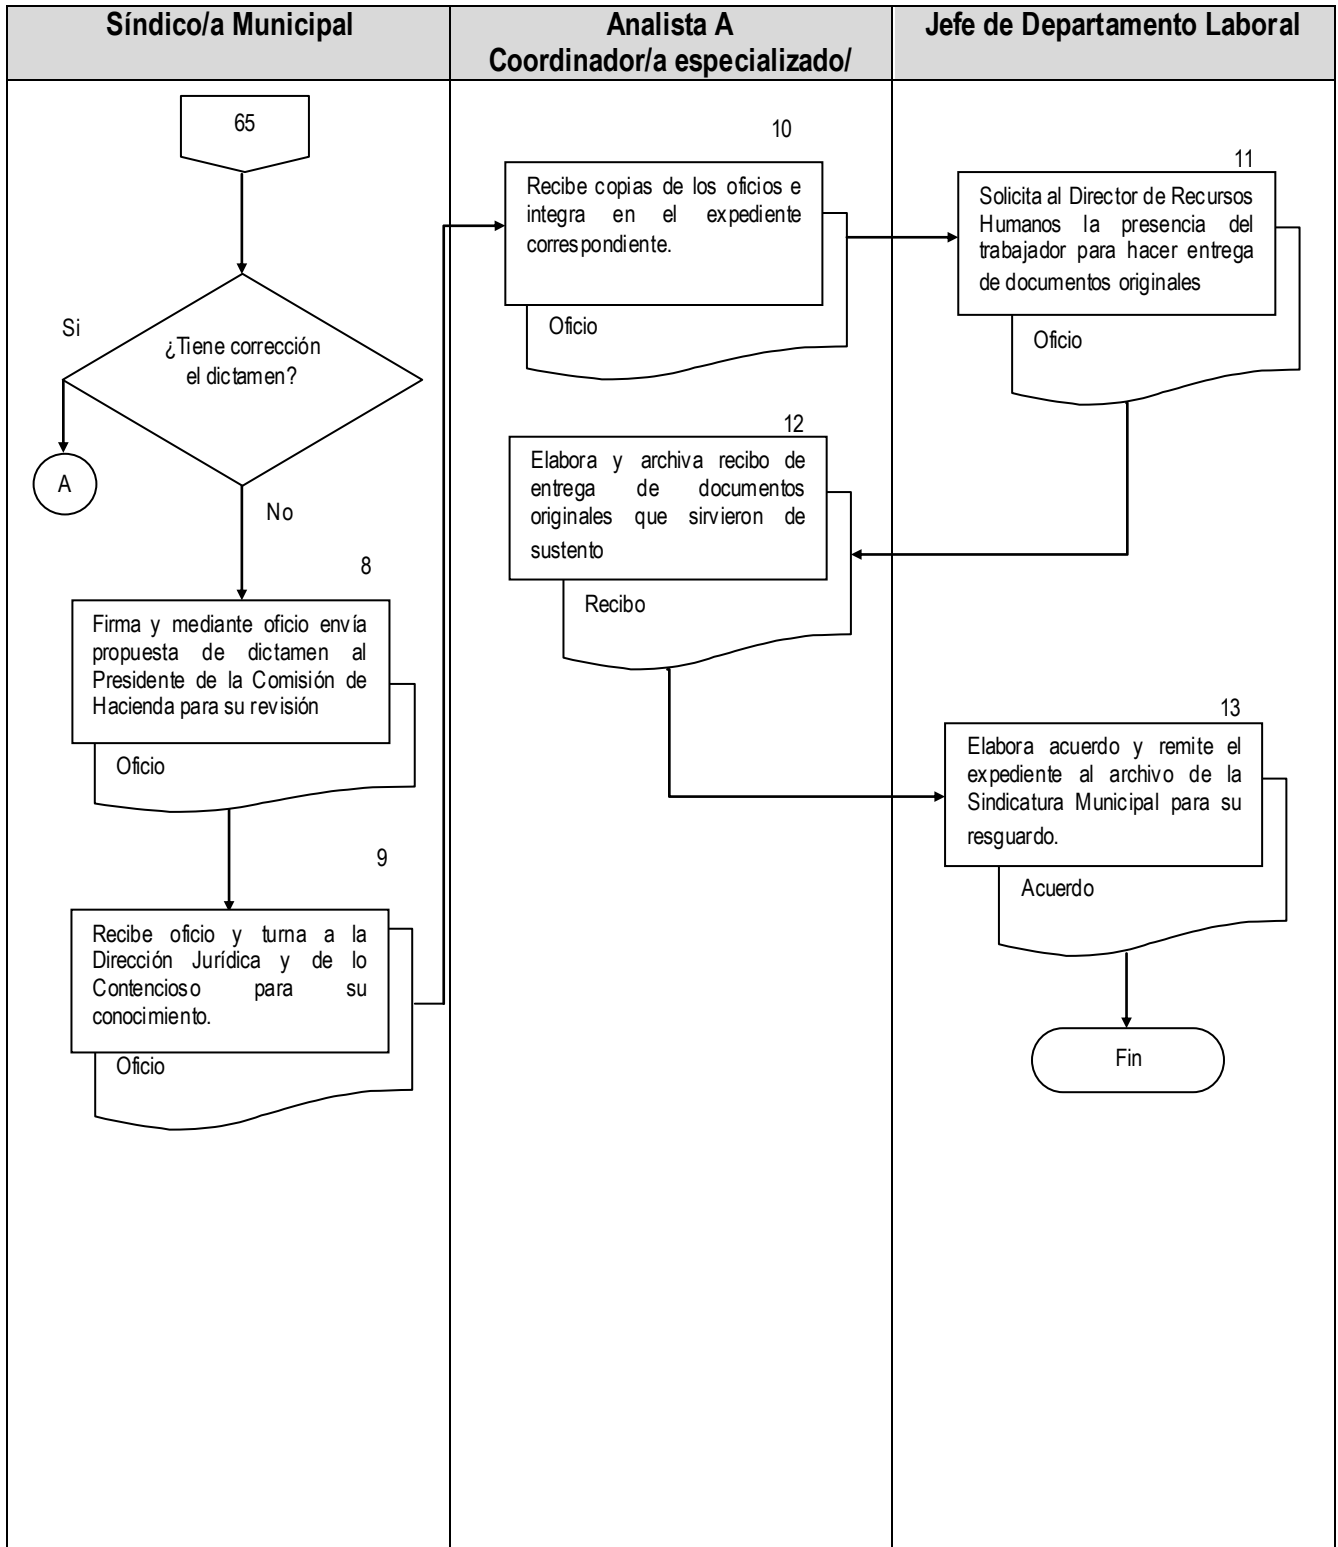 Síndico/a Municipal
Analista A
Coordinador/a especializado/
Jefe de Departamento Laboral
65
¿Tiene corrección
el dictamen?
Si
A
No
8
Firma y mediante oficio envía
propuesta de dictamen al
Presidente de la Comisión de
Hacienda para su revisión
Oficio
9
Recibe oficio y turna a la
Dirección Jurídica y de lo
Contencioso para su
conocimiento.
Oficio
10
Recibe copias de los oficios e
integra en el expediente
correspondiente.
Oficio
11
Solicita al Director de Recursos
Humanos la presencia del
trabajador para hacer entrega
de documentos originales
Oficio
12
Elabora y archiva recibo de
entrega de documentos
originales que sirvieron de
sustento
Recibo
13
Elabora acuerdo y remite el
expediente al archivo de la
Sindicatura Municipal para su
resguardo.
Acuerdo
Fin